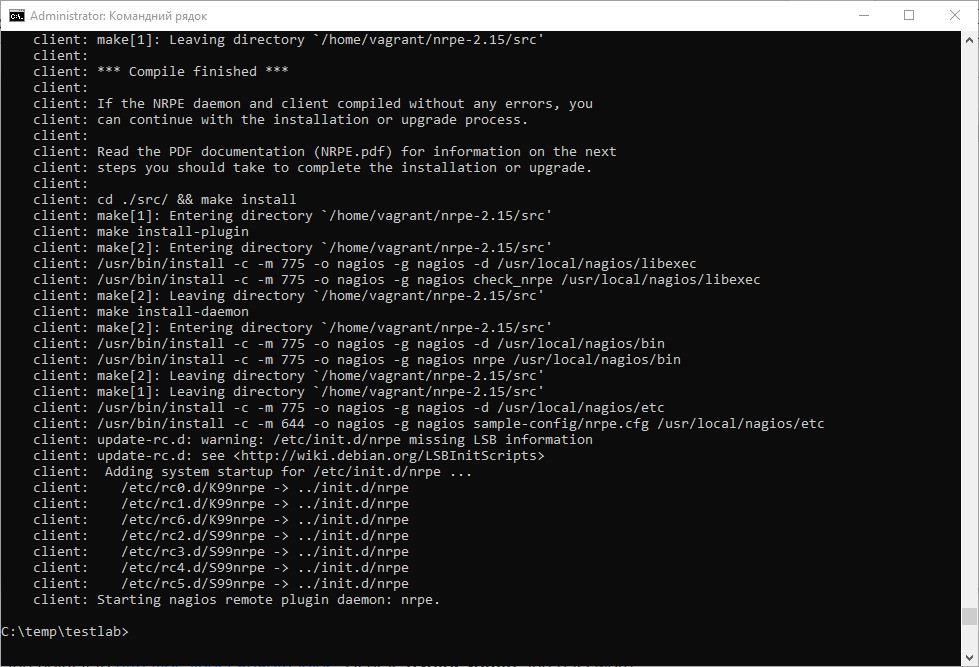 Administrator: Командний рядок
client: make[1]: Leaving directory `/home/vagrant/nrpe-2.15/src'
client:
client: *** Compile finished ***
client:
client: If the NRPE daemon and client compiled without any errors, you
client: can continue with the installation or upgrade process.
client:
client: Read the PDF documentation (NRPE.pdf) for information on the next
client: steps you should take to complete the installation or upgrade.
client:
client: cd ./src/ && make install
client: make[1]: Entering directory `/home/vagrant/nrpe-2.15/src'
client: make install-plugin
client: make[2]: Entering directory `/home/vagrant/nrpe-2.15/src'
client: /usr/bin/install -c -m 775 -o nagios -g nagios -d /usr/local/nagios/libexec
client: /usr/bin/install -c -m 775 -o nagios -g nagios check_nrpe /usr/local/nagios/libexec
client: make[2]: Leaving directory `/home/vagrant/nrpe-2.15/src'
client: make install-daemon
client: make[2]: Entering directory `/home/vagrant/nrpe-2.15/src'
client: /usr/bin/install -c -m 775 -o nagios -g nagios -d /usr/local/nagios/bin
client: /usr/bin/install -c -m 775 -o nagios -g nagios nrpe /usr/local/nagios/bin
client: make[2]: Leaving directory `/home/vagrant/nrpe-2.15/src'
client: make[1]: Leaving directory `/home/vagrant/nrpe-2.15/src'
client: /usr/bin/install -c -m 775 -o nagios -g nagios -d /usr/local/nagios/etc
client: /usr/bin/install -c -m 644 -o nagios -g nagios sample-config/nrpe.cfg /usr/local/nagios/etc
client: update-rc.d: warning: /etc/init.d/nrpe missing LSB information
client: update-rc.d: see <http://wiki.debian.org/LSBInitScripts>
client:  Adding system startup for /etc/init.d/nrpe ...
client:    /etc/rc0.d/K99nrpe -> ../init.d/nrpe
client:    /etc/rc1.d/K99nrpe -> ../init.d/nrpe
client:    /etc/rc6.d/K99nrpe -> ../init.d/nrpe
client:    /etc/rc2.d/S99nrpe -> ../init.d/nrpe
client:    /etc/rc3.d/S99nrpe -> ../init.d/nrpe
client:    /etc/rc4.d/S99nrpe -> ../init.d/nrpe
client:    /etc/rc5.d/S99nrpe -> ../init.d/nrpe
client: Starting nagios remote plugin daemon: nrpe.
C:\temp\testlab>